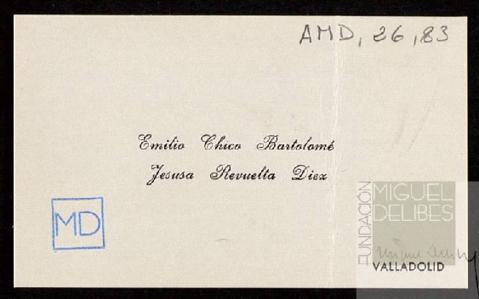 AMD, 26, 83
Emilio Chico Bartolomé
Jesusa Revuelta Diez
MD
FUNDACIÓN
MIGUEL
DELIBES
VALLADOLID